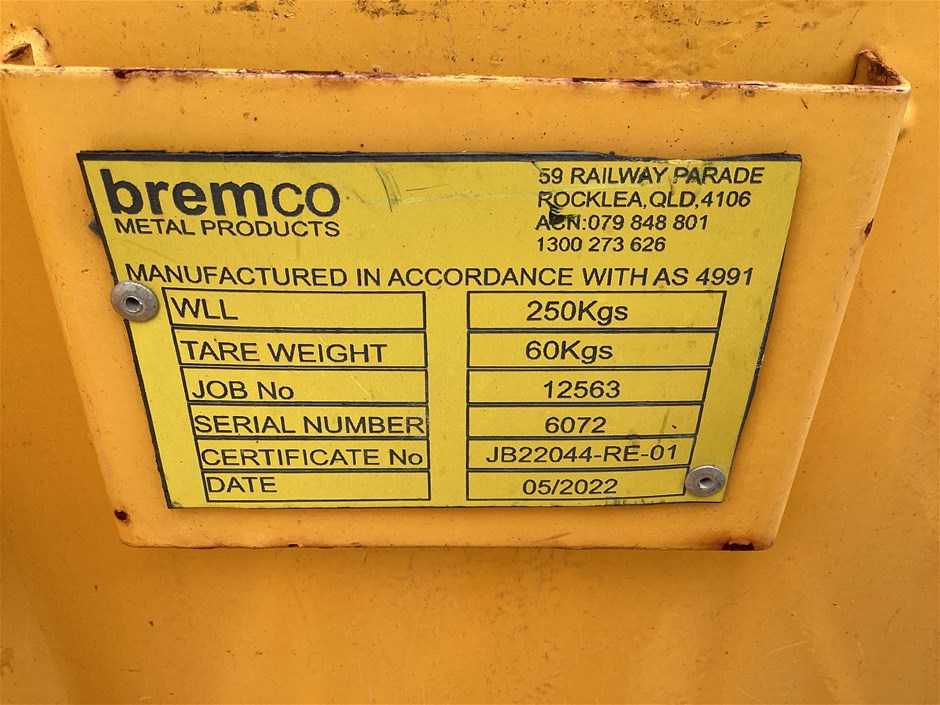 bremco
METAL PRODUCTS
59 RAILWAY PARADE
ROCKLEA,QLD,4106
ACN:079 848 801
1300 273 626
MANUFACTURED IN ACCORDANCE WITH AS 4991
WLL 250Kgs
TARE WEIGHT 60Kgs
JOB No 12563
SERIAL NUMBER 6072
CERTIFICATE No JB22044-RE-01
DATE 05/2022